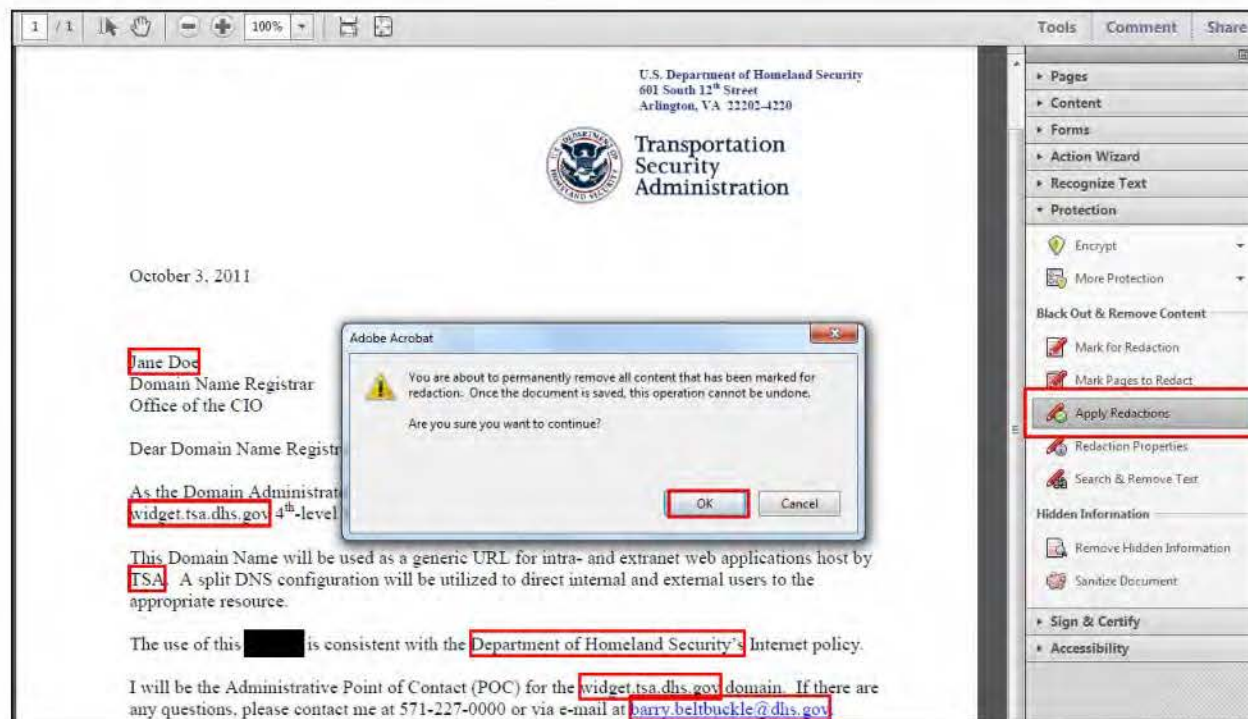 1 / 1 100% Tools Comment Share
U.S. Department of Homeland Security
601 South 12th Street
Arlington, VA 22202-4220
Transportation
Security
Administration
October 3, 2011
Jane Doe
Domain Name Registrar
Office of the CIO
Dear Domain Name Registr
As the Domain Administrat
widget.tsa.dhs.gov 4th-level
This Domain Name will be used as a generic URL for intra- and extranet web applications host by
TSA. A split DNS configuration will be utilized to direct internal and external users to the
appropriate resource.
The use of this is consistent with the Department of Homeland Security's Internet policy.
I will be the Administrative Point of Contact (POC) for the widget.tsa.dhs.gov domain. If there are
any questions, please contact me at 571-227-0000 or via e-mail at barry.beltbuckle@dhs.gov.
Adobe Acrobat
You are about to permanently remove all content that has been marked for
redaction. Once the document is saved, this operation cannot be undone.
Are you sure you want to continue?
OK Cancel
Pages
Content
Forms
Action Wizard
Recognize Text
Protection
Encrypt
More Protection
Black Out & Remove Content
Mark for Redaction
Mark Pages to Redact
Apply Redactions
Redaction Properties
Search & Remove Text
Hidden Information
Remove Hidden Information
Sanitize Document
Sign & Certify
Accessibility